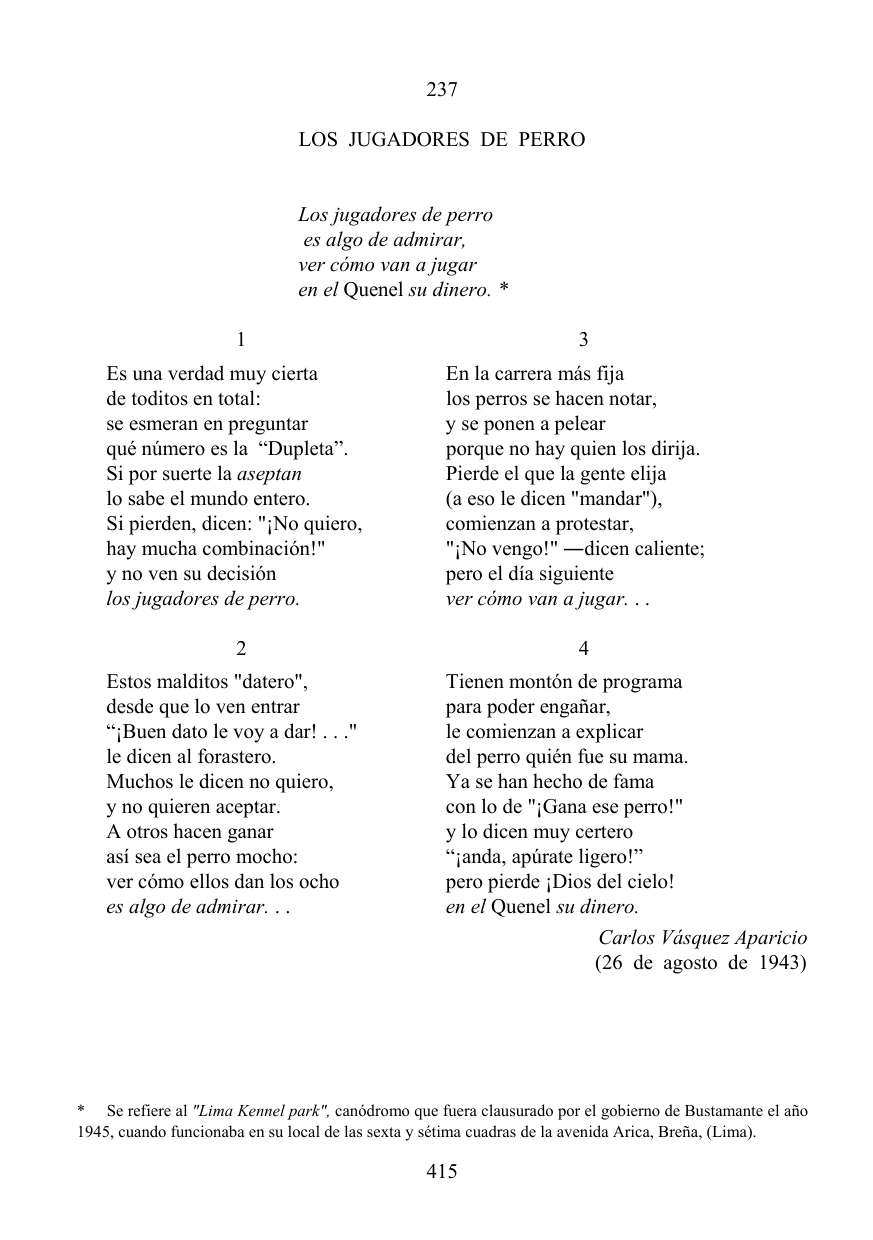 237
LOS JUGADORES DE PERRO
Los jugadores de perro
es algo de admirar,
ver cómo van a jugar
en el Quenel su dinero. *
1
Es una verdad muy cierta
de toditos en total:
se esmeran en preguntar
qué número es la “Dupleta”.
Si por suerte la aseptan
lo sabe el mundo entero.
Si pierden, dicen: "¡No quiero,
hay mucha combinación!"
y no ven su decisión
los jugadores de perro.
2
Estos malditos "datero",
desde que lo ven entrar
“¡Buen dato le voy a dar! . . ."
le dicen al forastero.
Muchos le dicen no quiero,
y no quieren aceptar.
A otros hacen ganar
así sea el perro mocho:
ver cómo ellos dan los ocho
es algo de admirar. . .
3
En la carrera más fija
los perros se hacen notar,
y se ponen a pelear
porque no hay quien los dirija.
Pierde el que la gente elija
(a eso le dicen "mandar"),
comienzan a protestar,
"¡No vengo!" —dicen caliente;
pero el día siguiente
ver cómo van a jugar. . .
4
Tienen montón de programa
para poder engañar,
le comienzan a explicar
del perro quién fue su mama.
Ya se han hecho de fama
con lo de "¡Gana ese perro!"
y lo dicen muy certero
“¡anda, apúrate ligero!”
pero pierde ¡Dios del cielo!
en el Quenel su dinero.
Carlos Vásquez Aparicio
(26 de agosto de 1943)
* Se refiere al "Lima Kennel park", canódromo que fuera clausurado por el gobierno de Bustamante el año
1945, cuando funcionaba en su local de las sexta y sétima cuadras de la avenida Arica, Breña, (Lima).
415